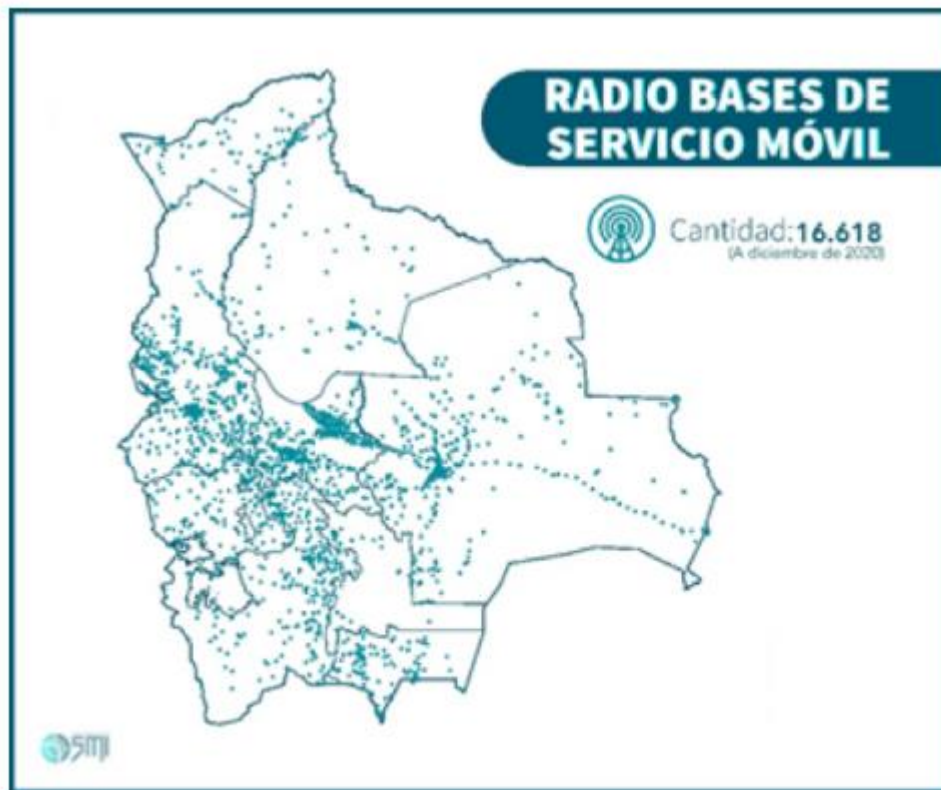 RADIO BASES DE
SERVICIO MÓVIL
Cantidad:16.618
(A diciembre de 2020)